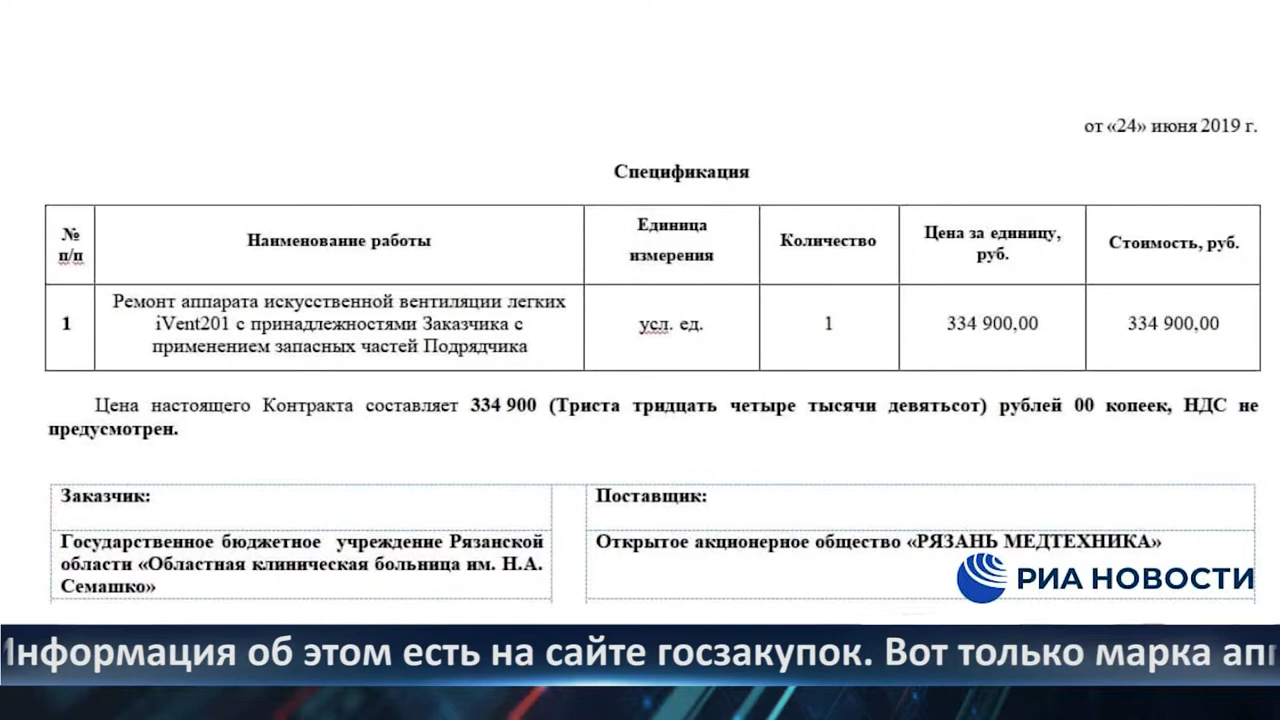 от «24» июня 2019 г.
Спецификация
№ п/п
Наименование работы
Единица измерения
Количество
Цена за единицу, руб.
Стоимость, руб.
1
Ремонт аппарата искусственной вентиляции легких
iVent201 с принадлежностями Заказчика с
применением запасных частей Подрядчика
усл. ед.
1
334 900,00
334 900,00
Цена настоящего Контракта составляет 334 900 (Триста тридцать четыре тысячи девятьсот) рублей 00 копеек, НДС не
предусмотрен.
Заказчик:
Поставщик:
Государственное бюджетное учреждение Рязанской
области «Областная клиническая больница им. Н.А.
Семашко»
Открытое акционерное общество «РЯЗАНЬ МЕДТЕХНИКА»
РИА НОВОСТИ
Информация об этом есть на сайте госзакупок. Вот только марка